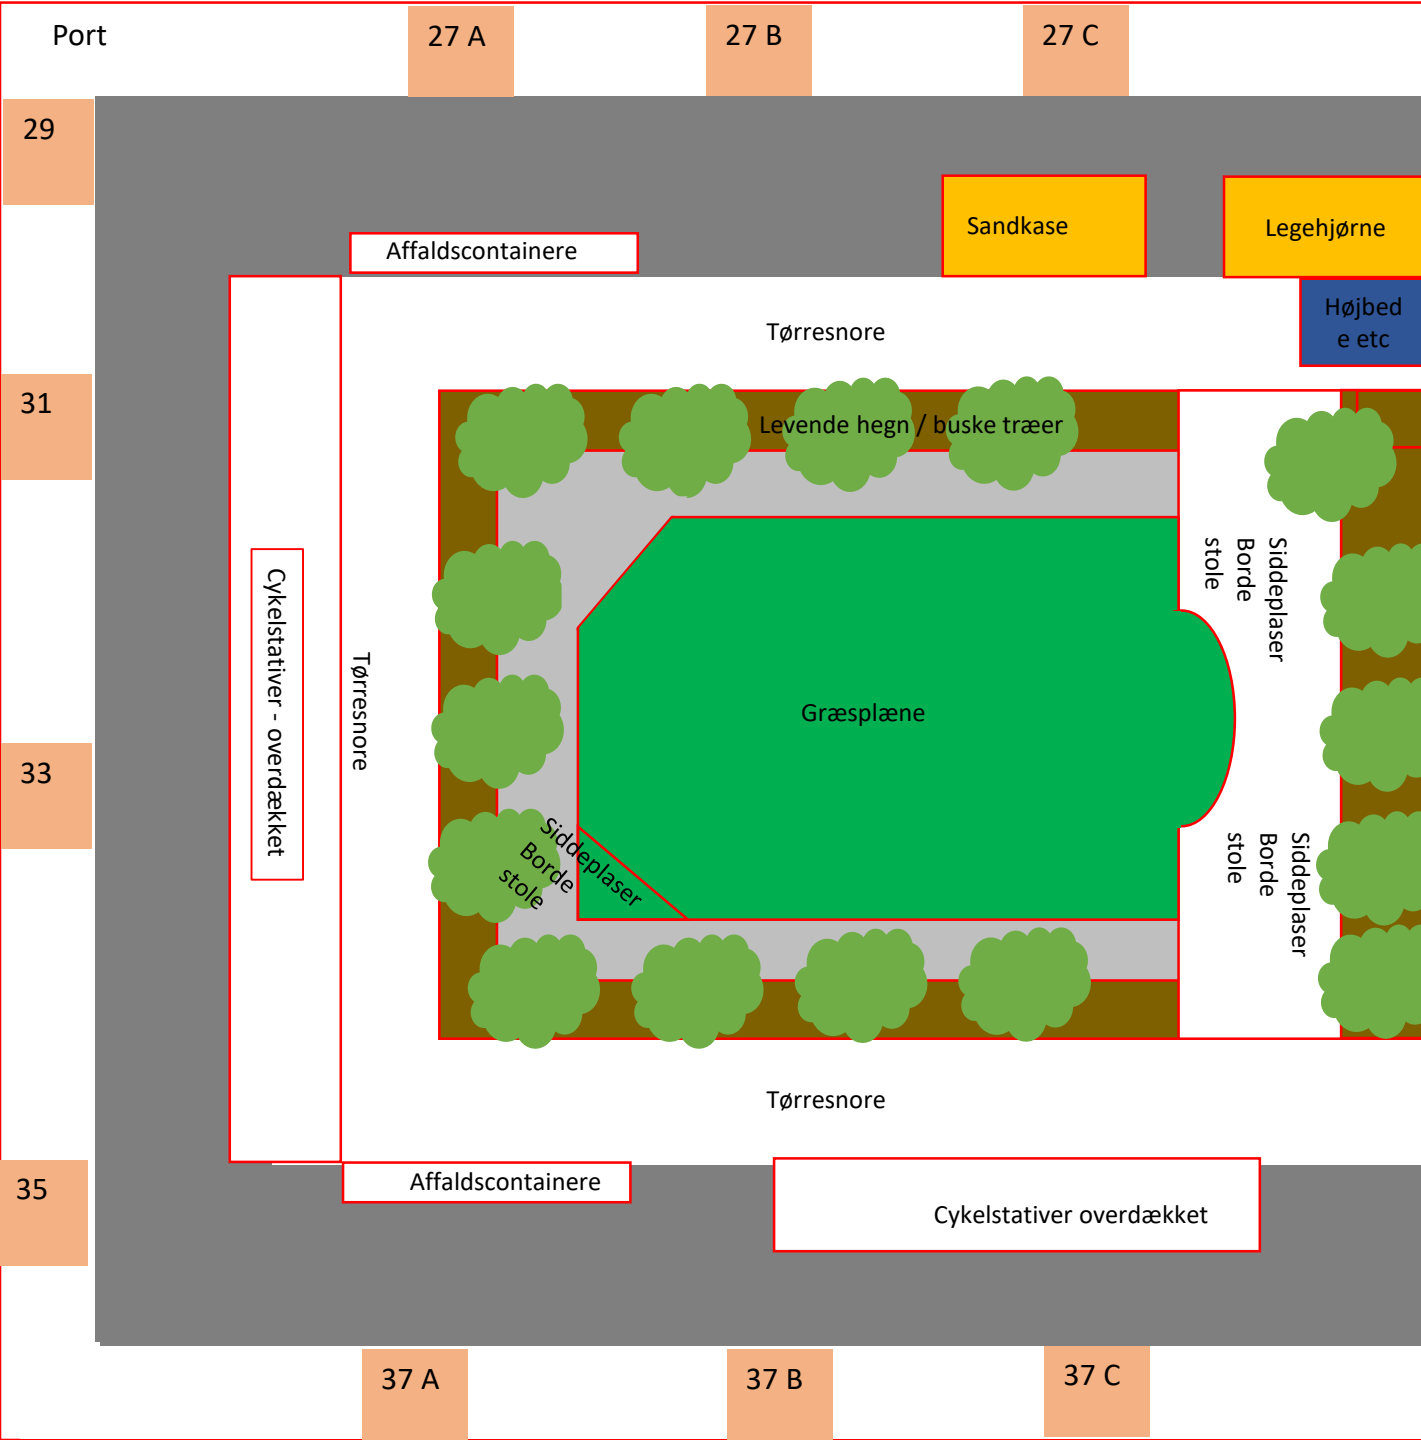 Port
27 A
27 B
27 C
29
Sandkase
Legehjørne
Affaldscontainere
Højbed
e etc
Tørresnore
31
Levende hegn / buske træer
Siddeplaser
Borde
stole
Cykelstativer - overdækket
Tørresnore
Græsplæne
33
Siddeplaser
Borde
stole
Siddeplaser
Borde
stole
Tørresnore
35
Affaldscontainere
Cykelstativer overdækket
37 A
37 B
37 C